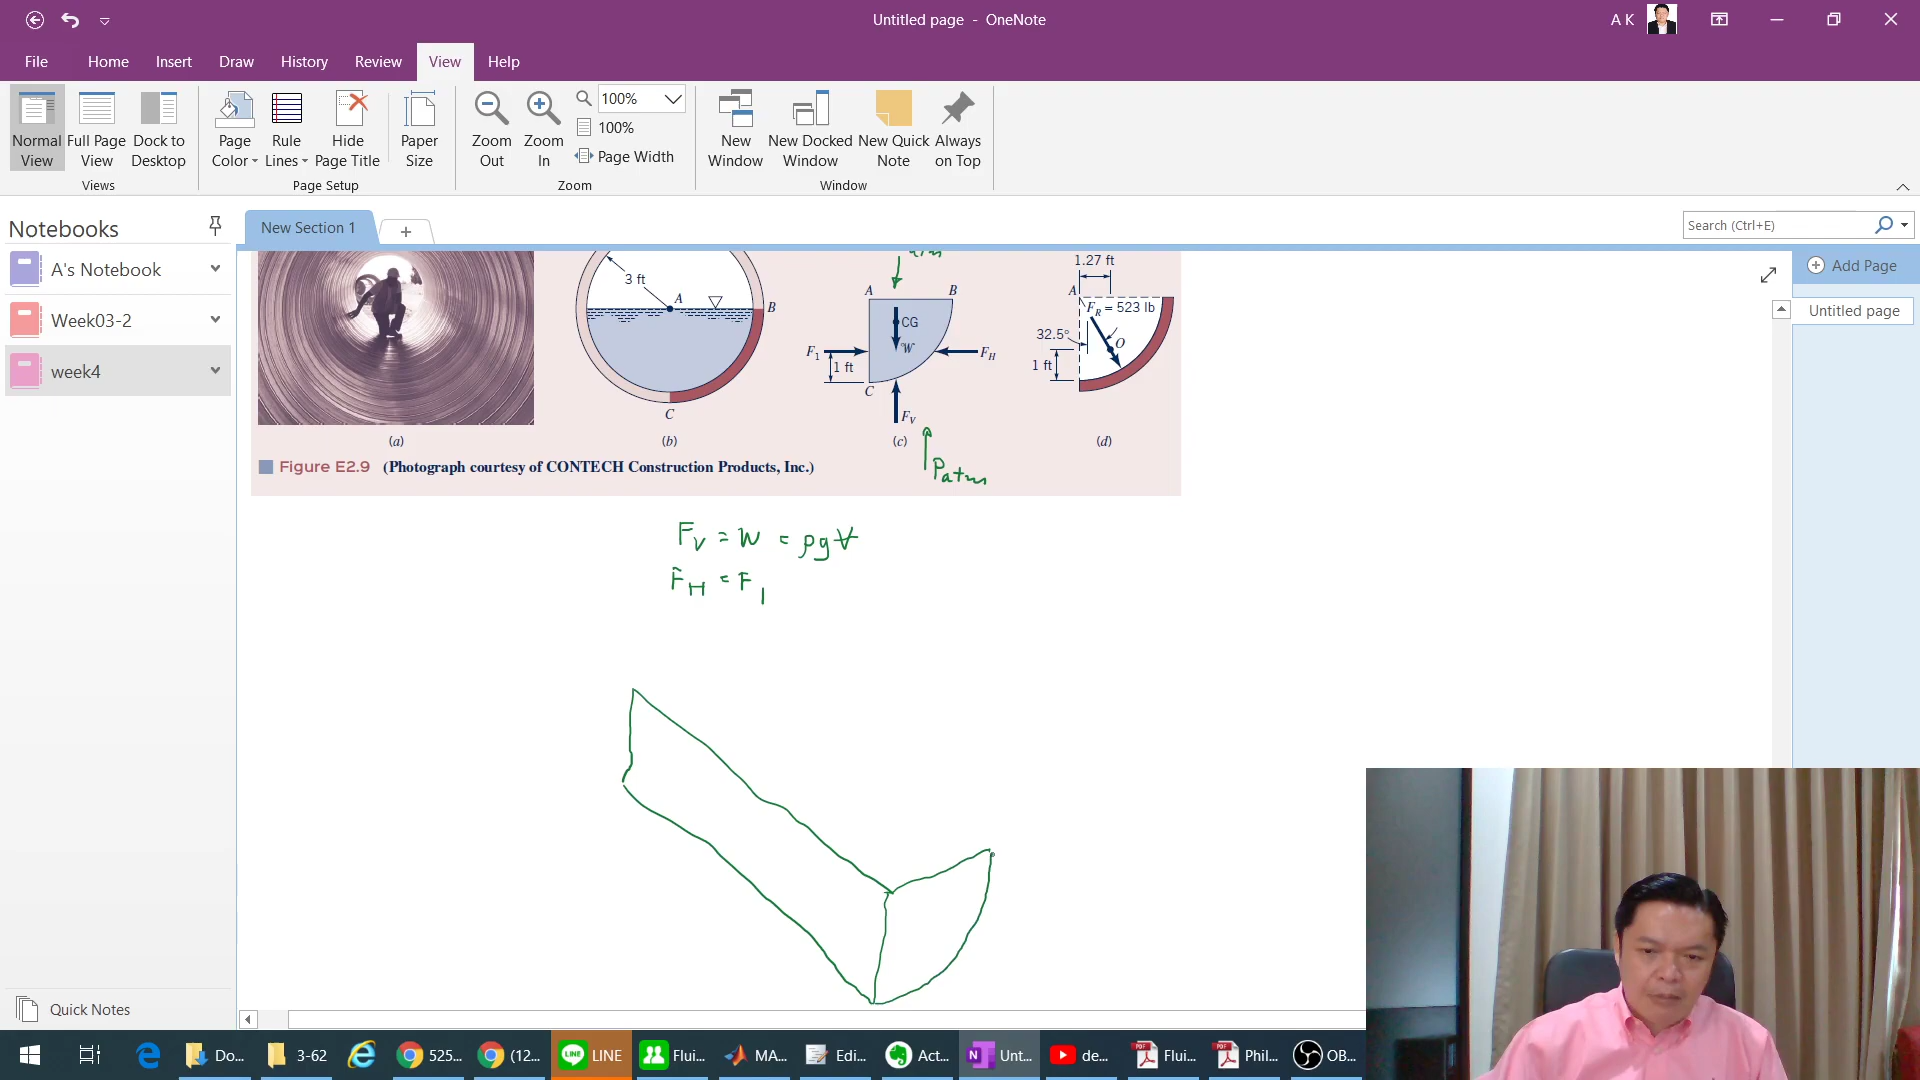 Untitled page - OneNote
A K
File Home Insert Draw History Review View Help
Normal View
Full Page View
Dock to Desktop
Views
Page Color
Rule Lines
Hide Page Title
Paper Size
Page Setup
Zoom Out
Zoom In
100%
100%
Page Width
Zoom
New Window
New Docked Window
New Quick Note
Always on Top
Window
Notebooks
New Section 1
+
Search (Ctrl+E)
A's Notebook
Week03-2
week4
Quick Notes
Add Page
Untitled page
3 ft
A
B
C
(a)
(b)
A
B
CG
W
F1
FH
1 ft
C
FV
(c)
Patm
1.27 ft
A
FR = 523 lb
32.5°
O
1 ft
(d)
Figure E2.9 (Photograph courtesy of CONTECH Construction Products, Inc.)
FV = W = ρgV
FH = F1
Do...
3-62
525...
(12...
LINE
Flui...
MA...
Edi...
Act...
Unt...
de...
Flui...
Phil...
OB...